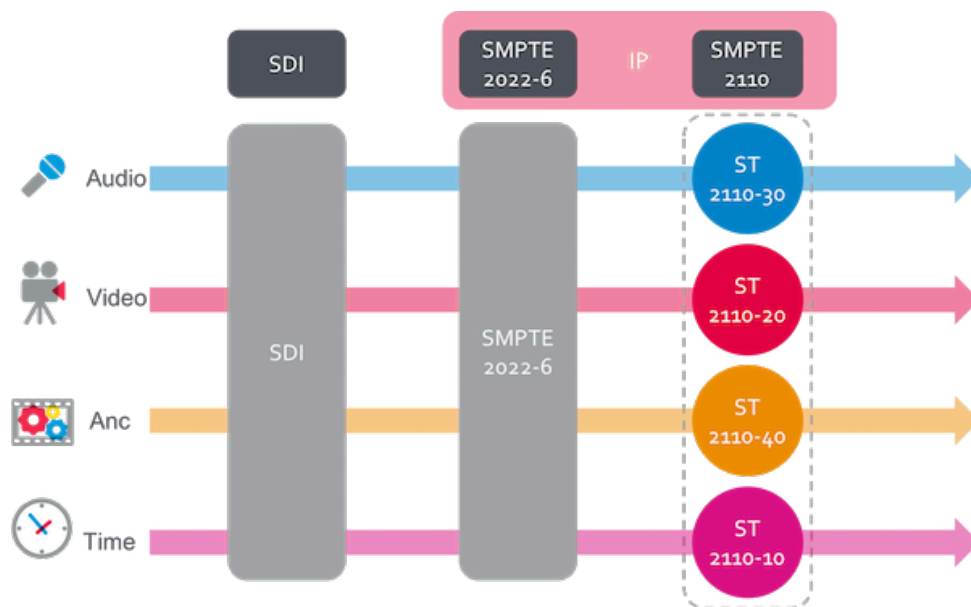 SDI
SMPTE
2022-6
IP
SMPTE
2110
Audio
ST
2110-30
Video
ST
2110-20
SDI
SMPTE
2022-6
Anc
ST
2110-40
Time
ST
2110-10